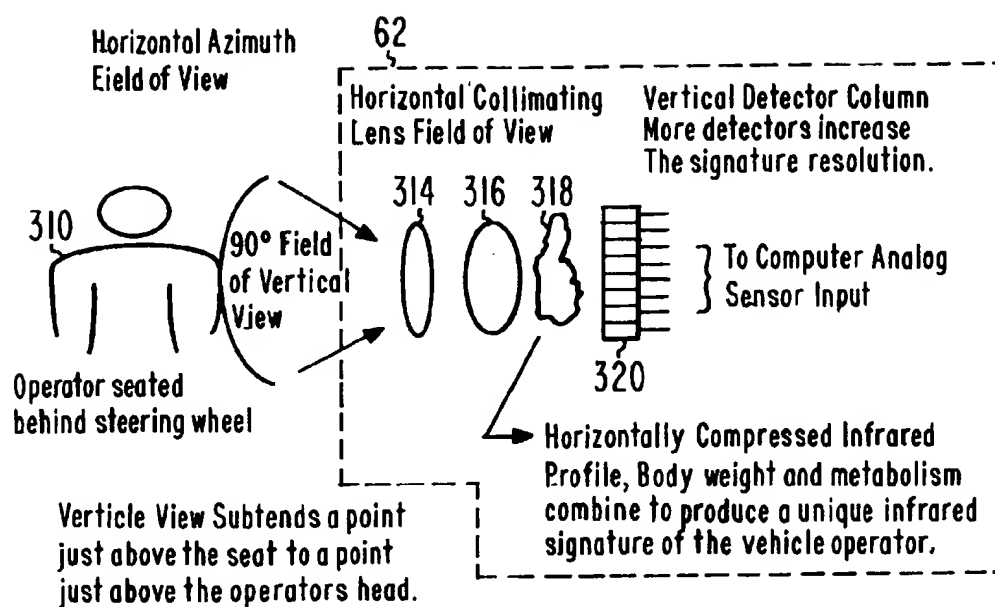 Horizontal Azimuth
Eield of View
62
Horizontal Collimating
Lens Field of View
Vertical Detector Column
More detectors increase
The signature resolution.
314
316
318
310
90° Field
of Vertical
View
To Computer Analog
Sensor Input
320
Operator seated
behind steering wheel
Horizontally Compressed Infrared
Profile, Body weight and metabolism
combine to produce a unique infrared
signature of the vehicle operator.
Verticle View Subtends a point
just above the seat to a point
just above the operators head.